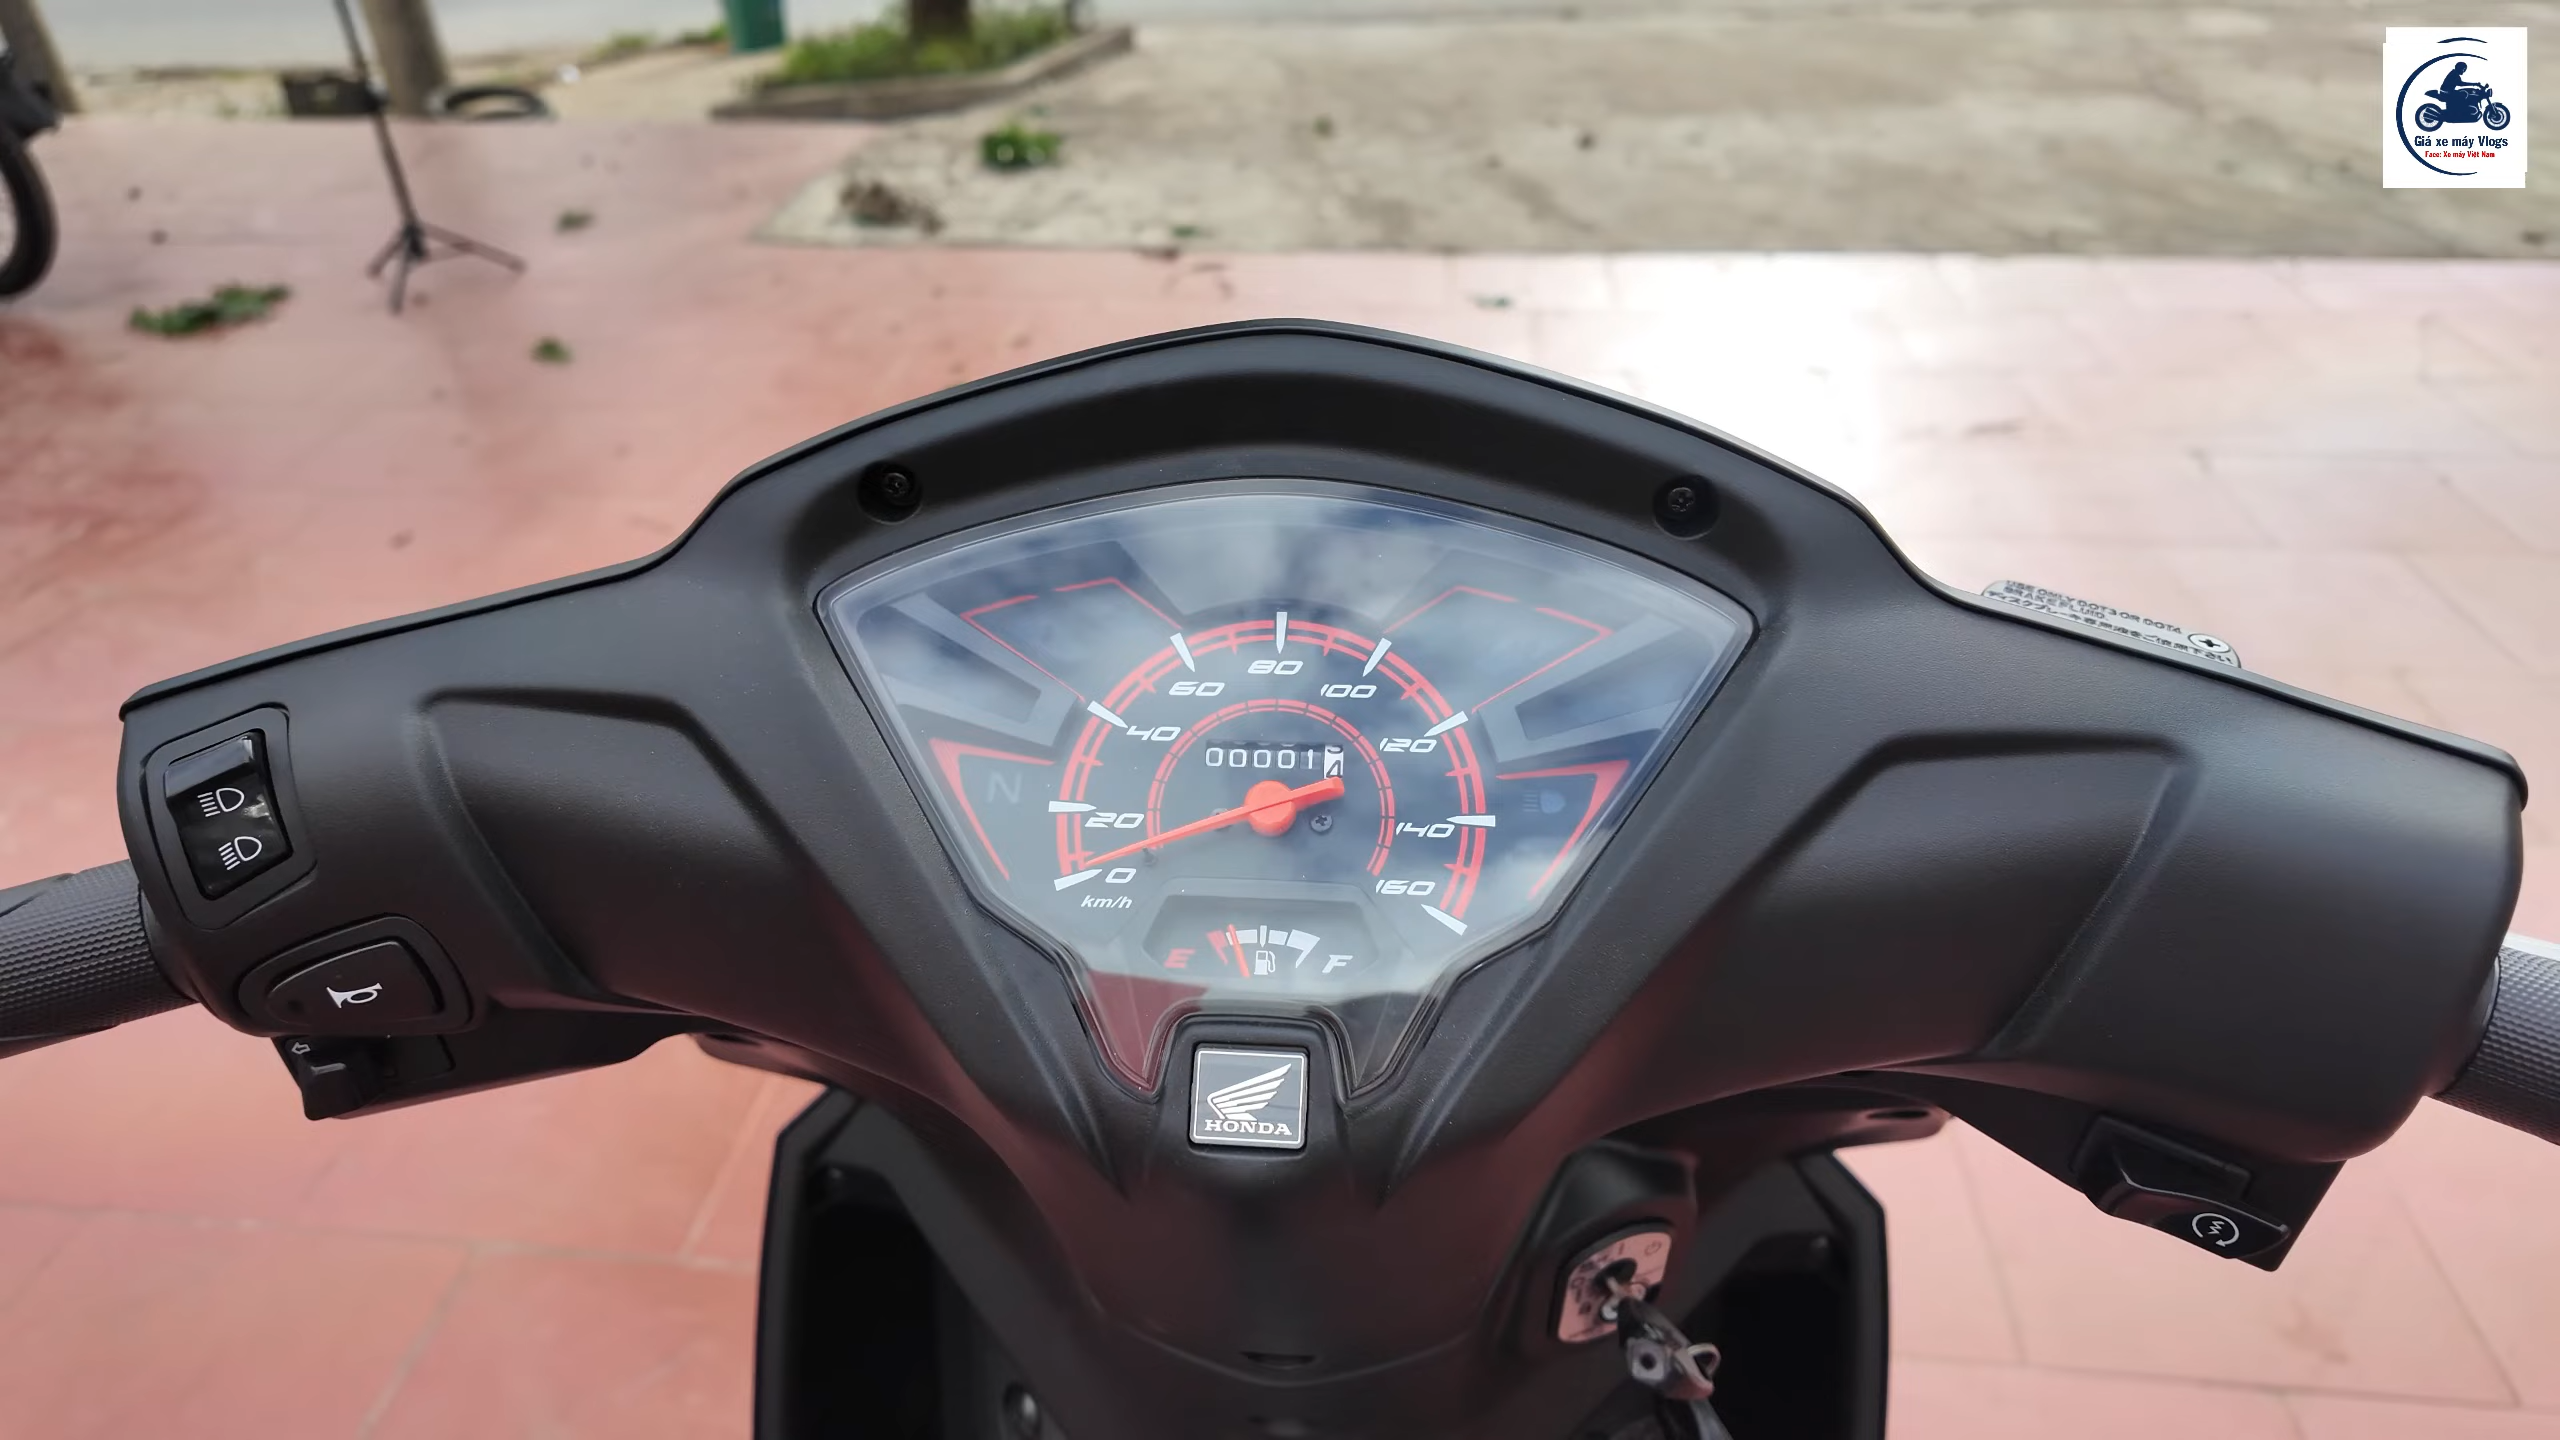 Giá xe máy Vlogs
Face: Xe máy Việt Nam
USE ONLY DOT3 OR DOT4
BRAKE FLUID.
80
60
100
40
120
00001
20
140
0
160
km/h
N
E
F
HONDA